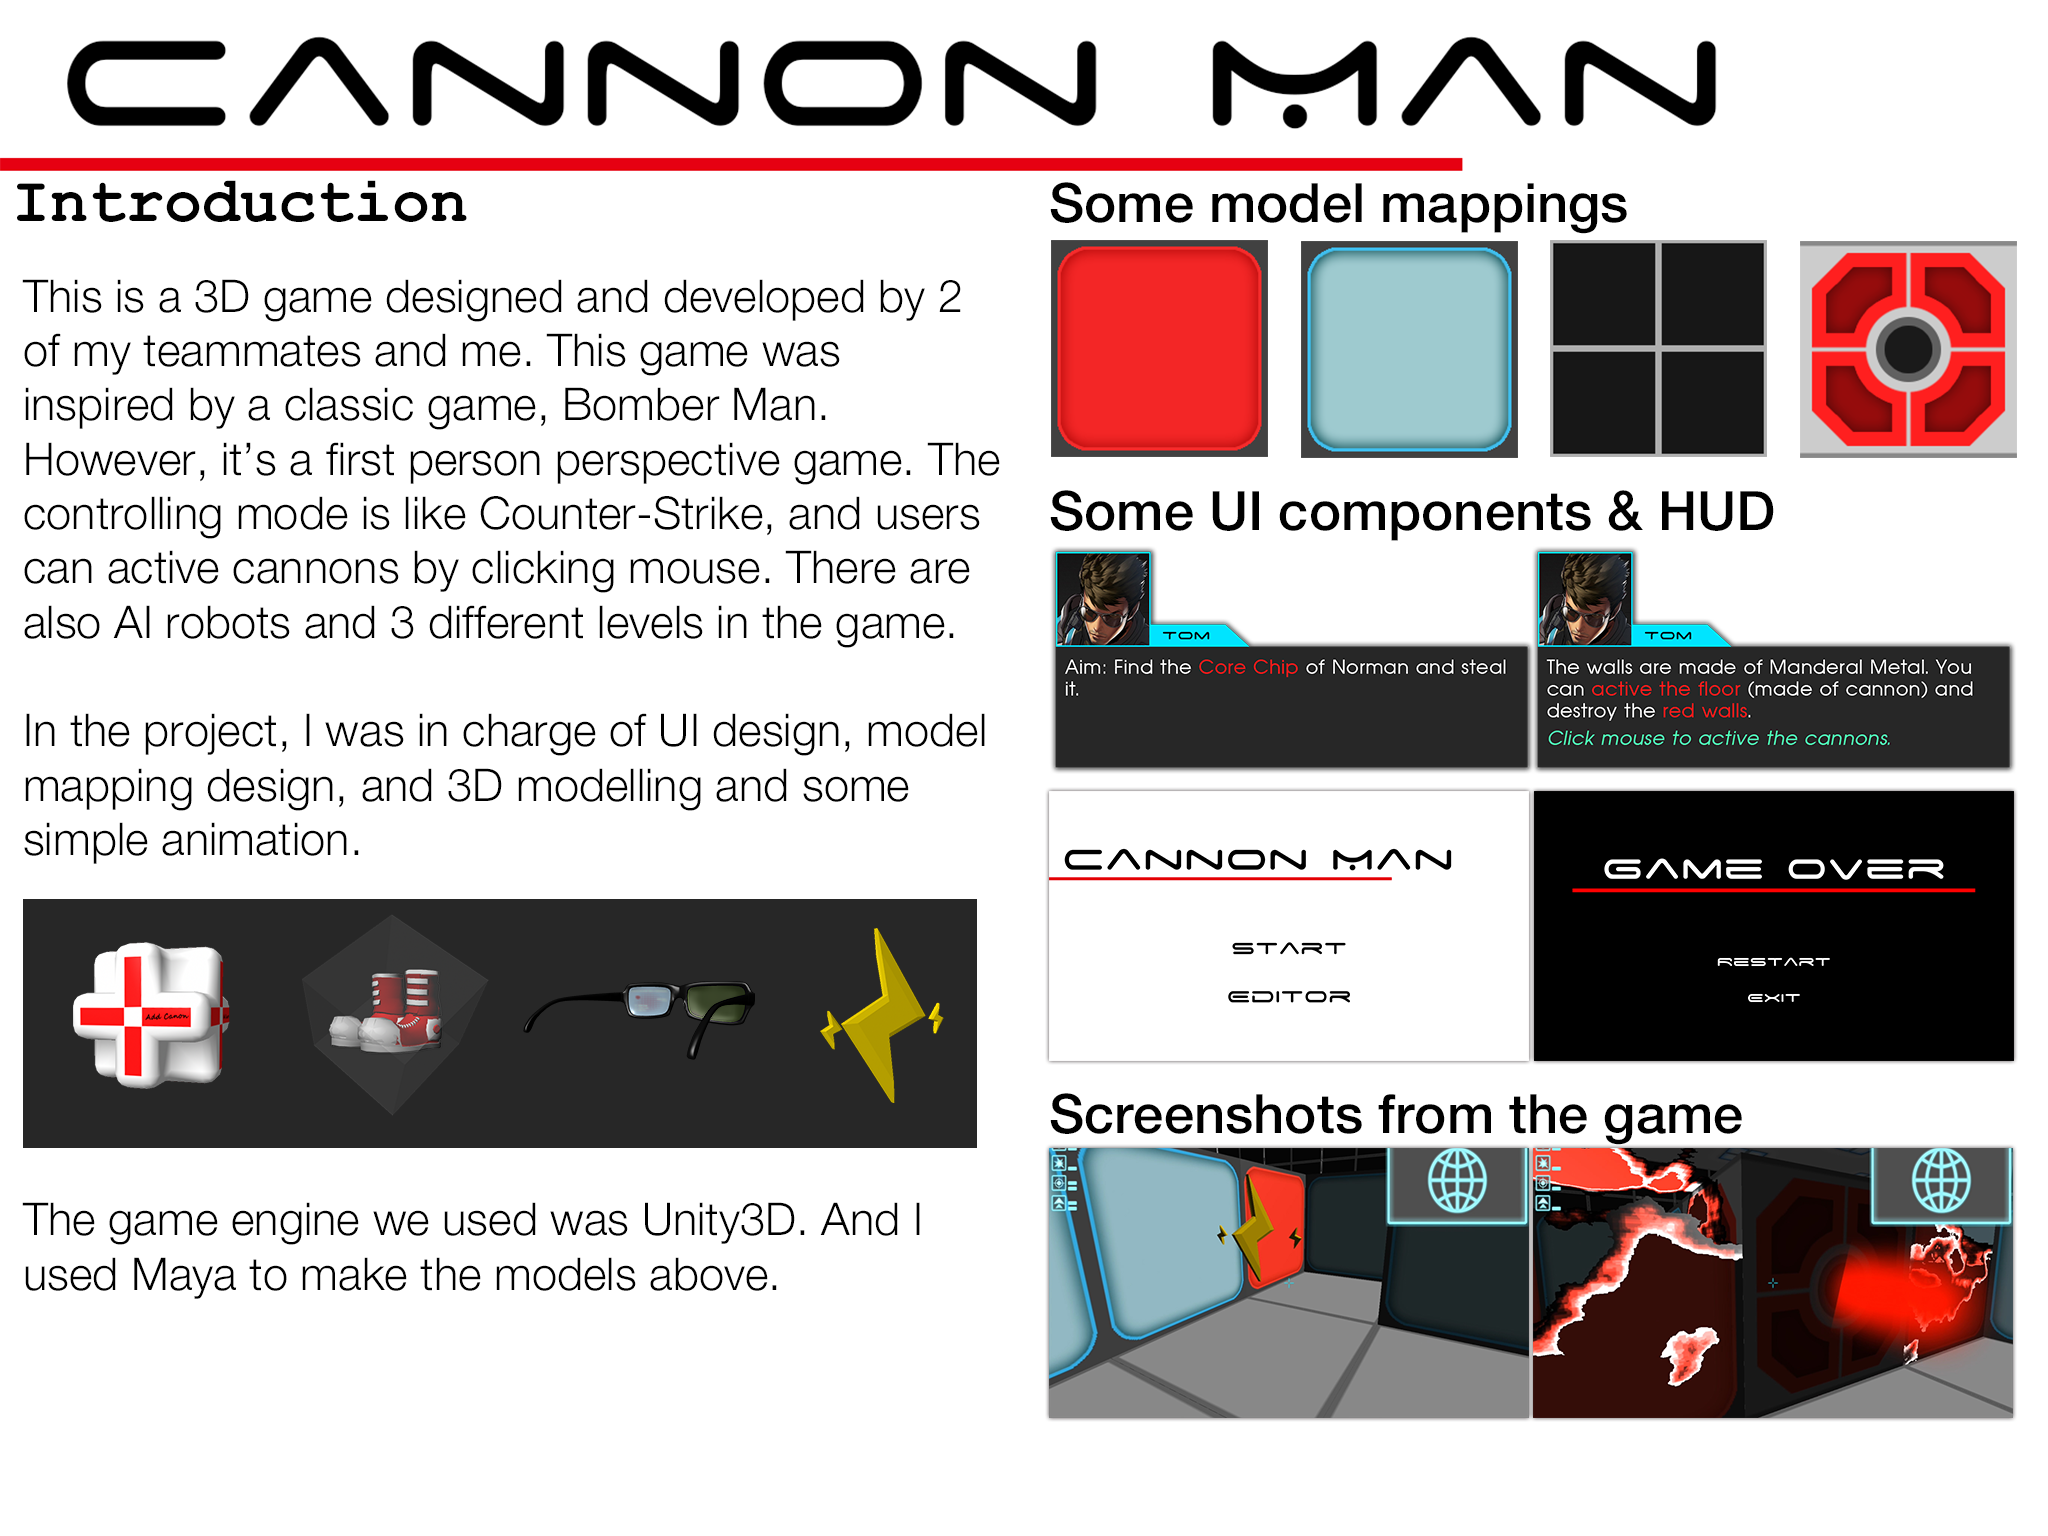 CANNON MAN
Introduction
This is a 3D game designed and developed by 2
of my teammates and me. This game was
inspired by a classic game, Bomber Man.
However, it's a first person perspective game. The
controlling mode is like Counter-Strike, and users
can active cannons by clicking mouse. There are
also AI robots and 3 different levels in the game.
In the project, I was in charge of UI design, model
mapping design, and 3D modelling and some
simple animation.
Add Canon
The game engine we used was Unity3D. And I
used Maya to make the models above.
Some model mappings
Some UI components & HUD
TOM
Aim: Find the Core Chip of Norman and steal
it.
TOM
The walls are made of Manderal Metal. You
can active the floor (made of cannon) and
destroy the red walls.
Click mouse to active the cannons.
CANNON MAN
START
EDITOR
GAME OVER
RESTART
EXIT
Screenshots from the game